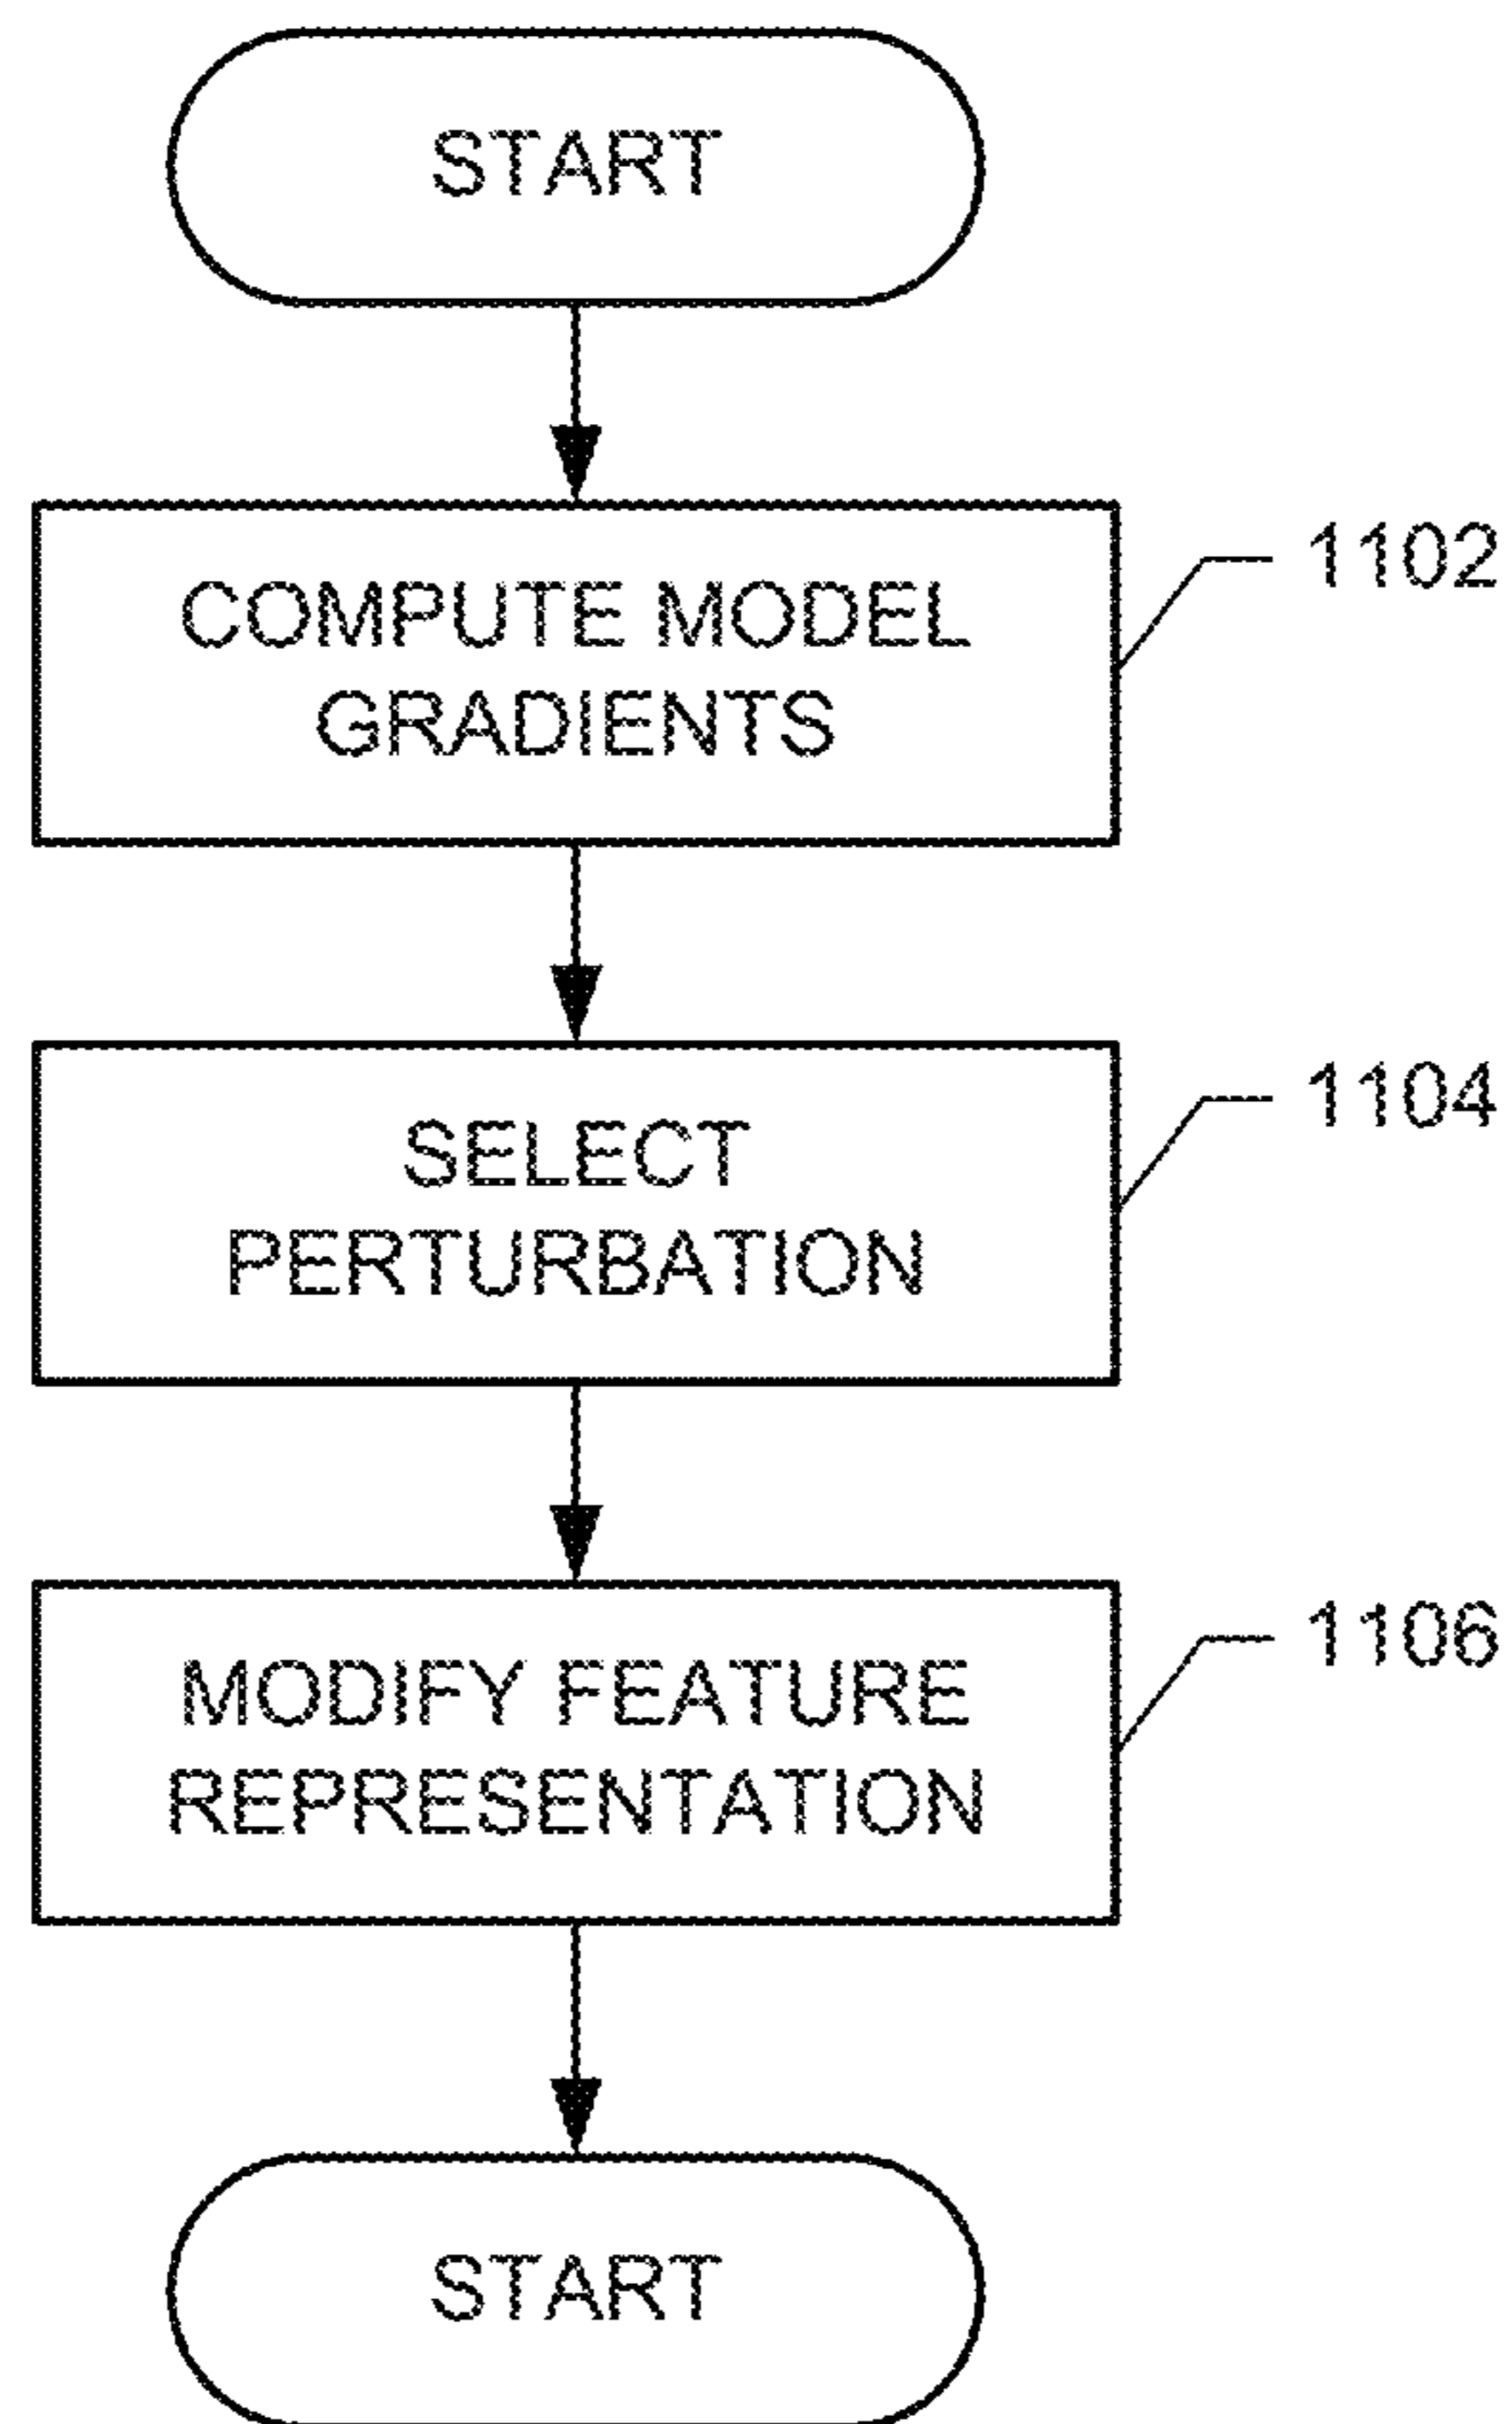 START
COMPUTE MODEL
GRADIENTS
1102
SELECT
PERTURBATION
1104
MODIFY FEATURE
REPRESENTATION
1106
START